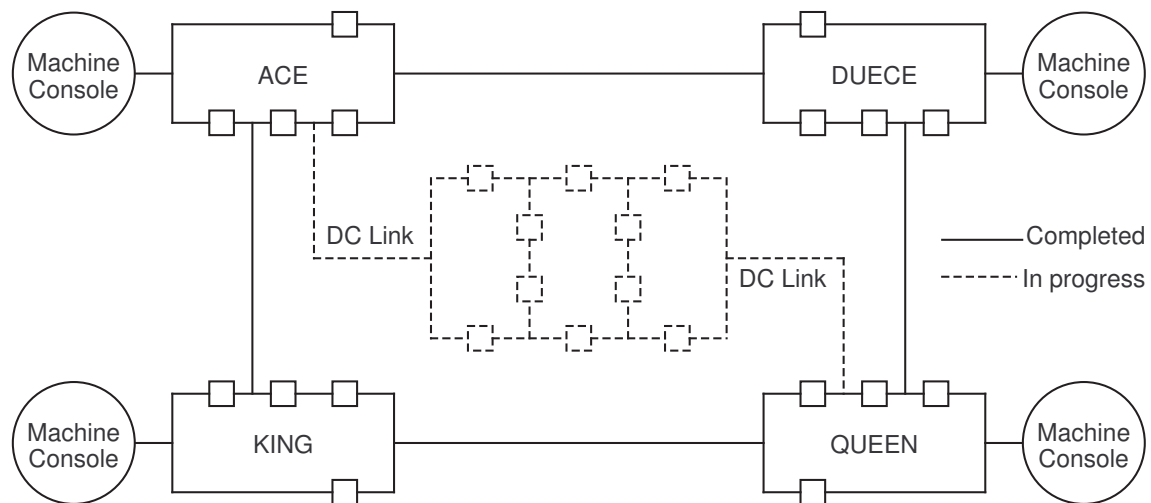 Machine
Console
ACE
DUECE
Machine
Console
DC Link
DC Link
Completed
In progress
Machine
Console
KING
QUEEN
Machine
Console